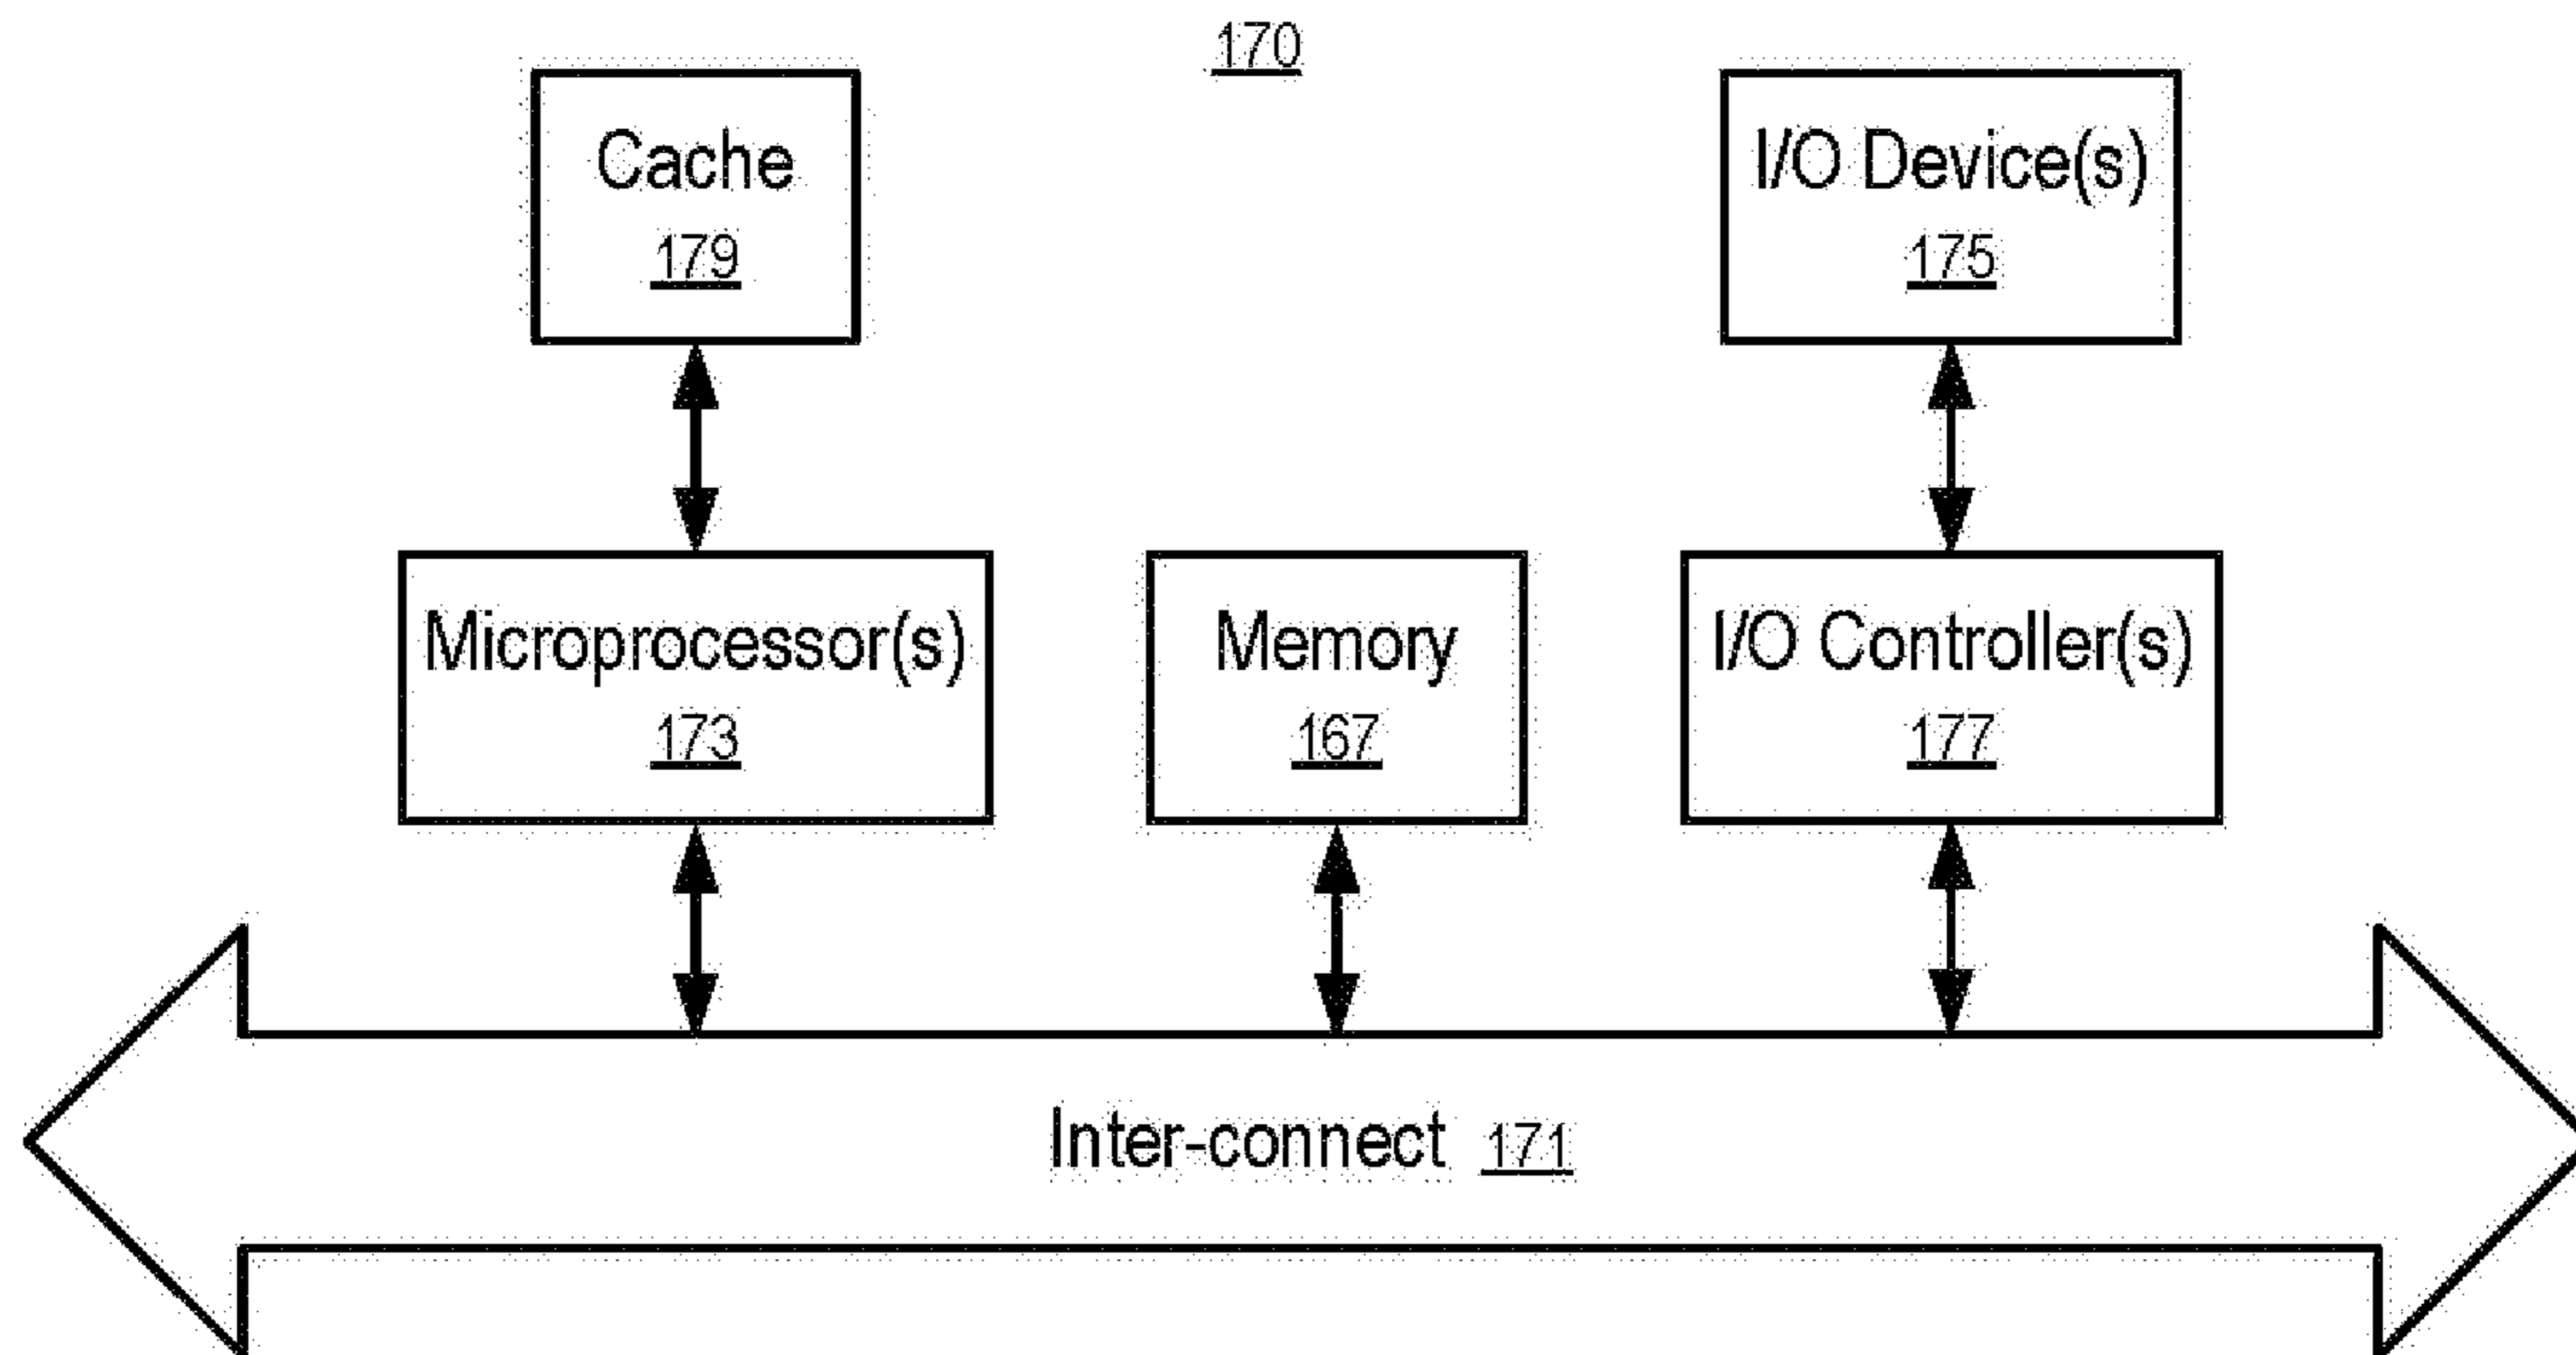 170
Cache
179
I/O Device(s)
175
Microprocessor(s)
173
Memory
167
I/O Controller(s)
177
Inter-connect 171